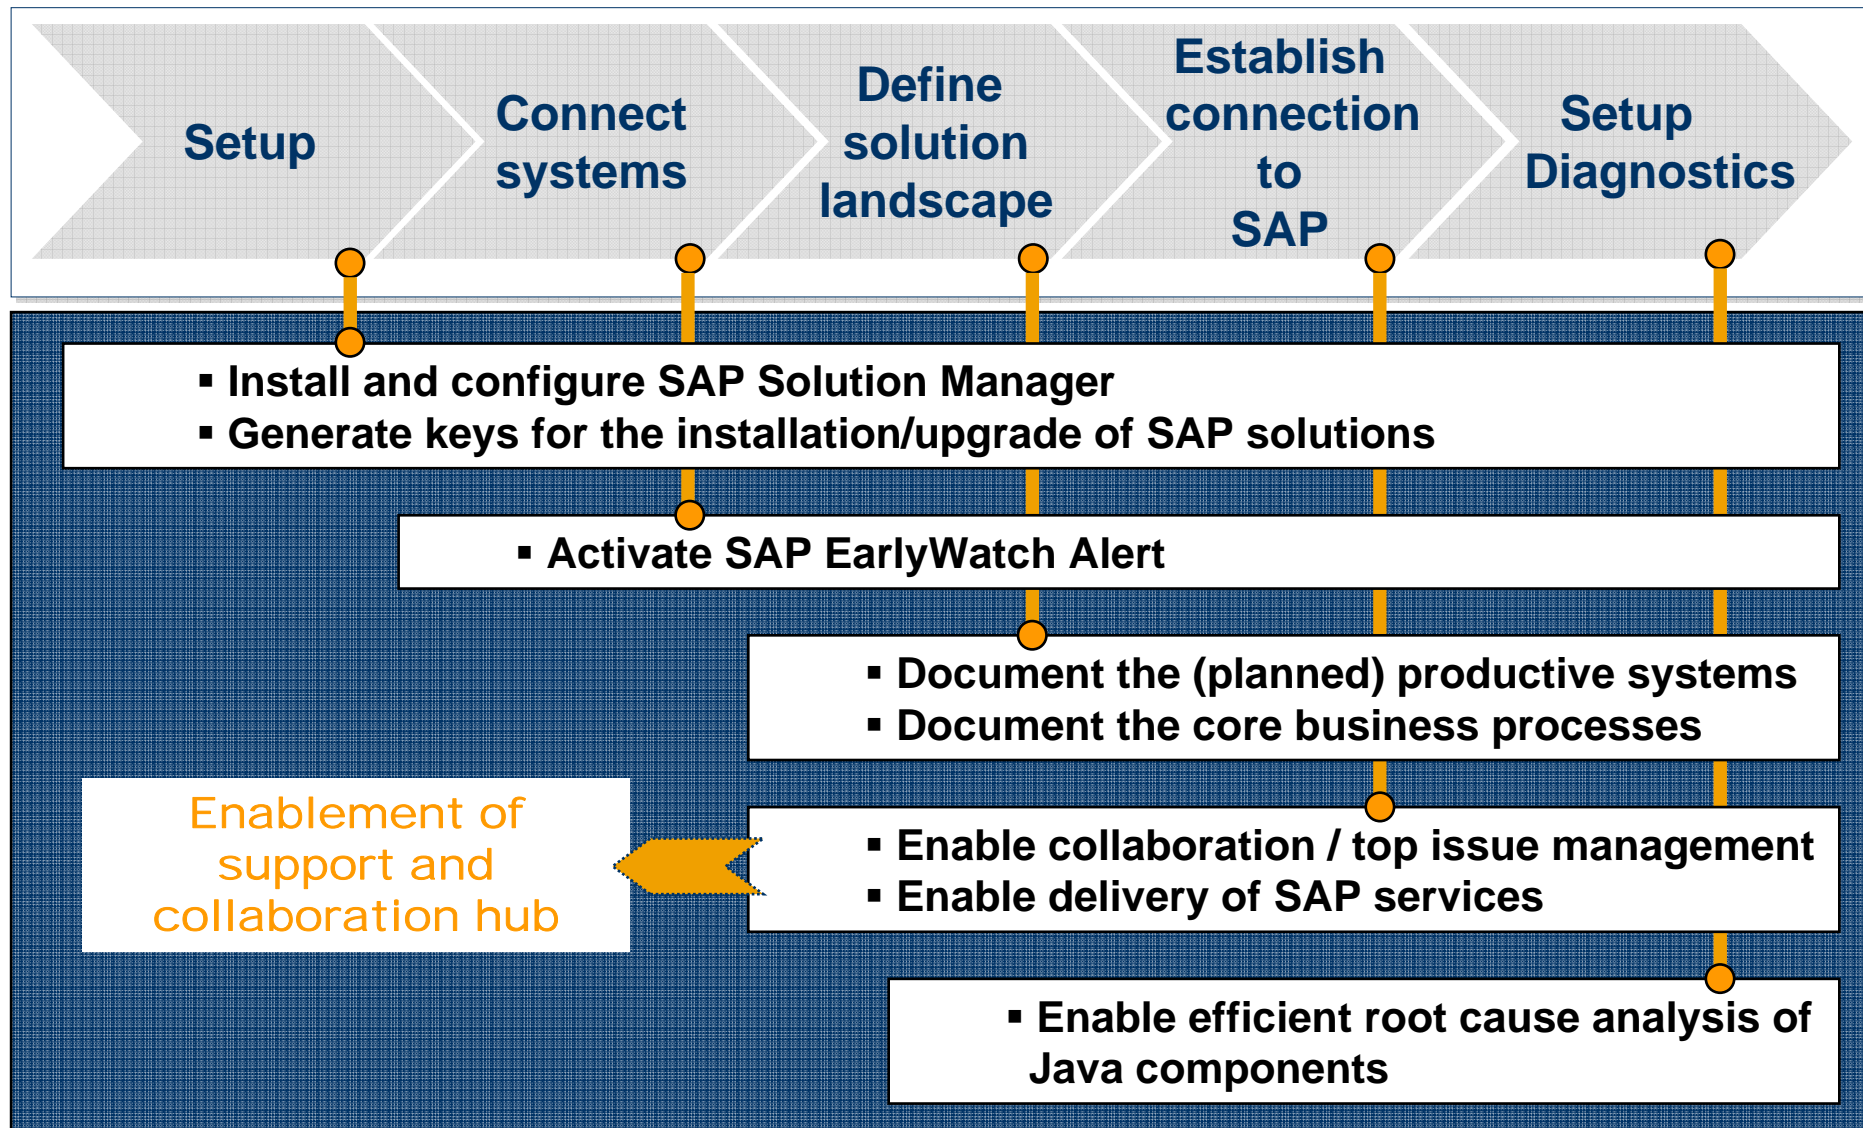 Setup
Connect
systems
Define
solution
landscape
Establish
connection
to
SAP
Setup
Diagnostics
▪ Install and configure SAP Solution Manager
▪ Generate keys for the installation/upgrade of SAP solutions
▪ Activate SAP EarlyWatch Alert
▪ Document the (planned) productive systems
▪ Document the core business processes
Enablement of
support and
collaboration hub
▪ Enable collaboration / top issue management
▪ Enable delivery of SAP services
▪ Enable efficient root cause analysis of
Java components